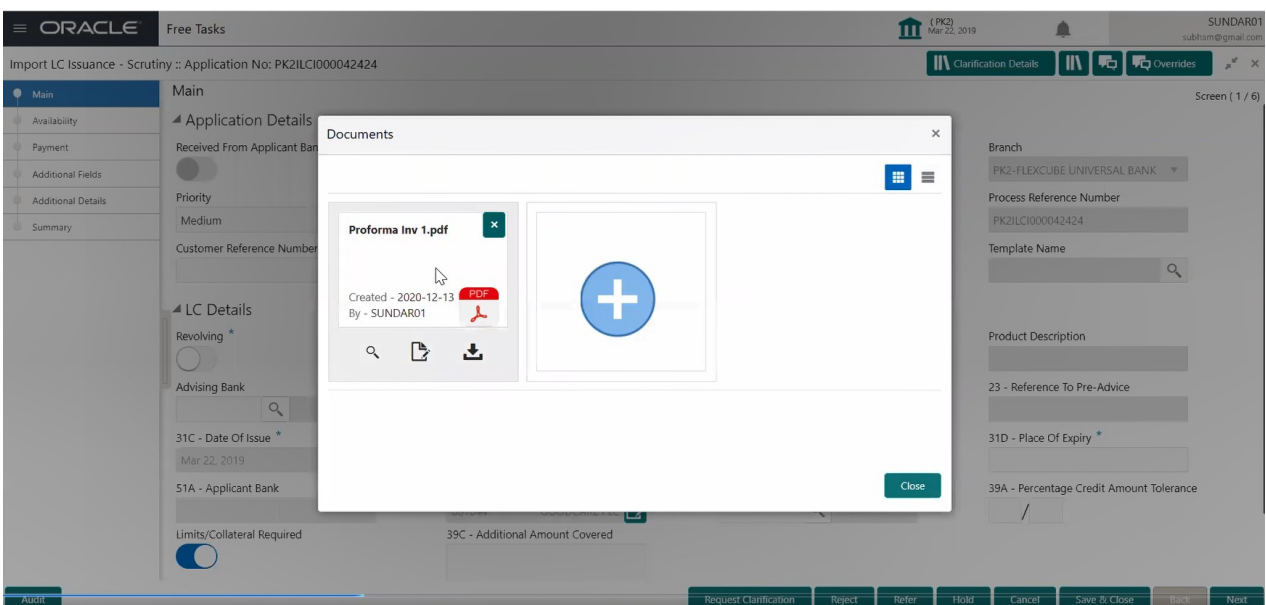 ORACLE
Free Tasks
( PK2)
Mar 22, 2019
SUNDAR01
subham@gmail.com
Import LC Issuance - Scrutiny :: Application No: PK2ILCI000042424
Clarification Details
Overrides
Main
Availability
Payment
Additional Fields
Additional Details
Summary
Main
Screen ( 1 / 6)
Application Details
Received From Applicant Ban
Branch
PK2-FLEXCUBE UNIVERSAL BANK
Priority
Medium
Process Reference Number
PK2ILCI000042424
Customer Reference Number
Template Name
Documents
Proforma Inv 1.pdf
Created - 2020-12-13
By - SUNDAR01
PDF
Close
LC Details
Revolving *
Product Description
Advising Bank
23 - Reference To Pre-Advice
31C - Date Of Issue *
Mar 22, 2019
31D - Place Of Expiry *
51A - Applicant Bank
39A - Percentage Credit Amount Tolerance
/
Limits/Collateral Required
39C - Additional Amount Covered
Audit
Request Clarification
Reject
Refer
Hold
Cancel
Save & Close
Back
Next